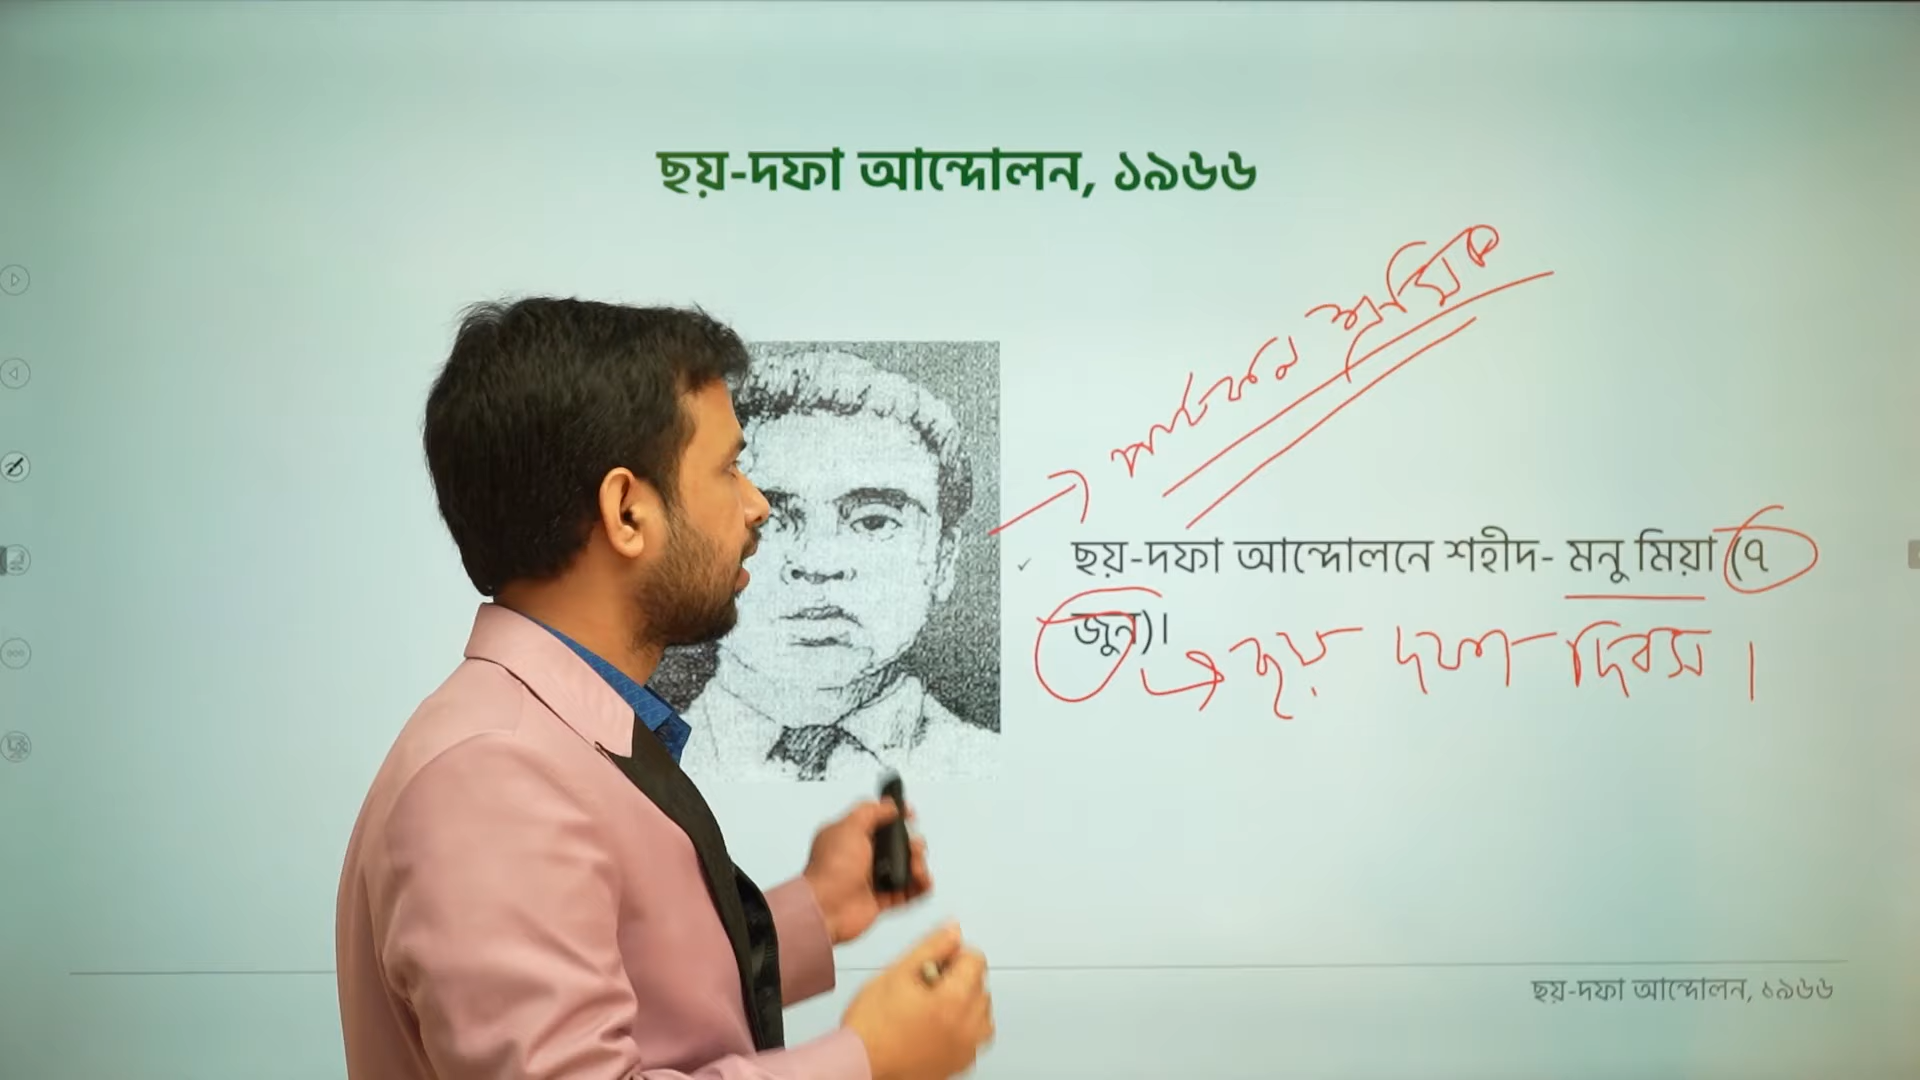 ছয়-দফা আন্দোলন, ১৯৬৬
শ্রমিক
ছয়-দফা আন্দোলনে শহীদ- মনু মিয়া (৭
জুন)।
ছয় দফা দিবস।
ছয়-দফা আন্দোলন, ১৯৬৬